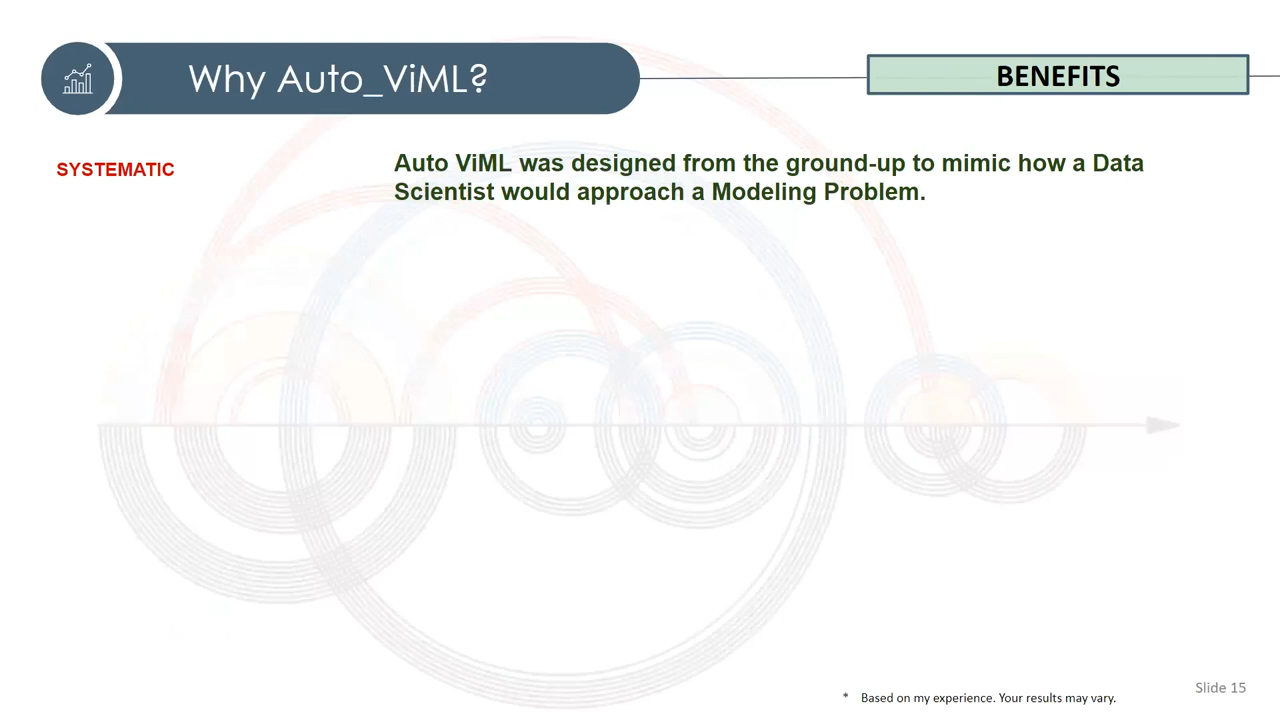 Why Auto_ViML?
BENEFITS
SYSTEMATIC
Auto ViML was designed from the ground-up to mimic how a Data
Scientist would approach a Modeling Problem.
* Based on my experience. Your results may vary.
Slide 15